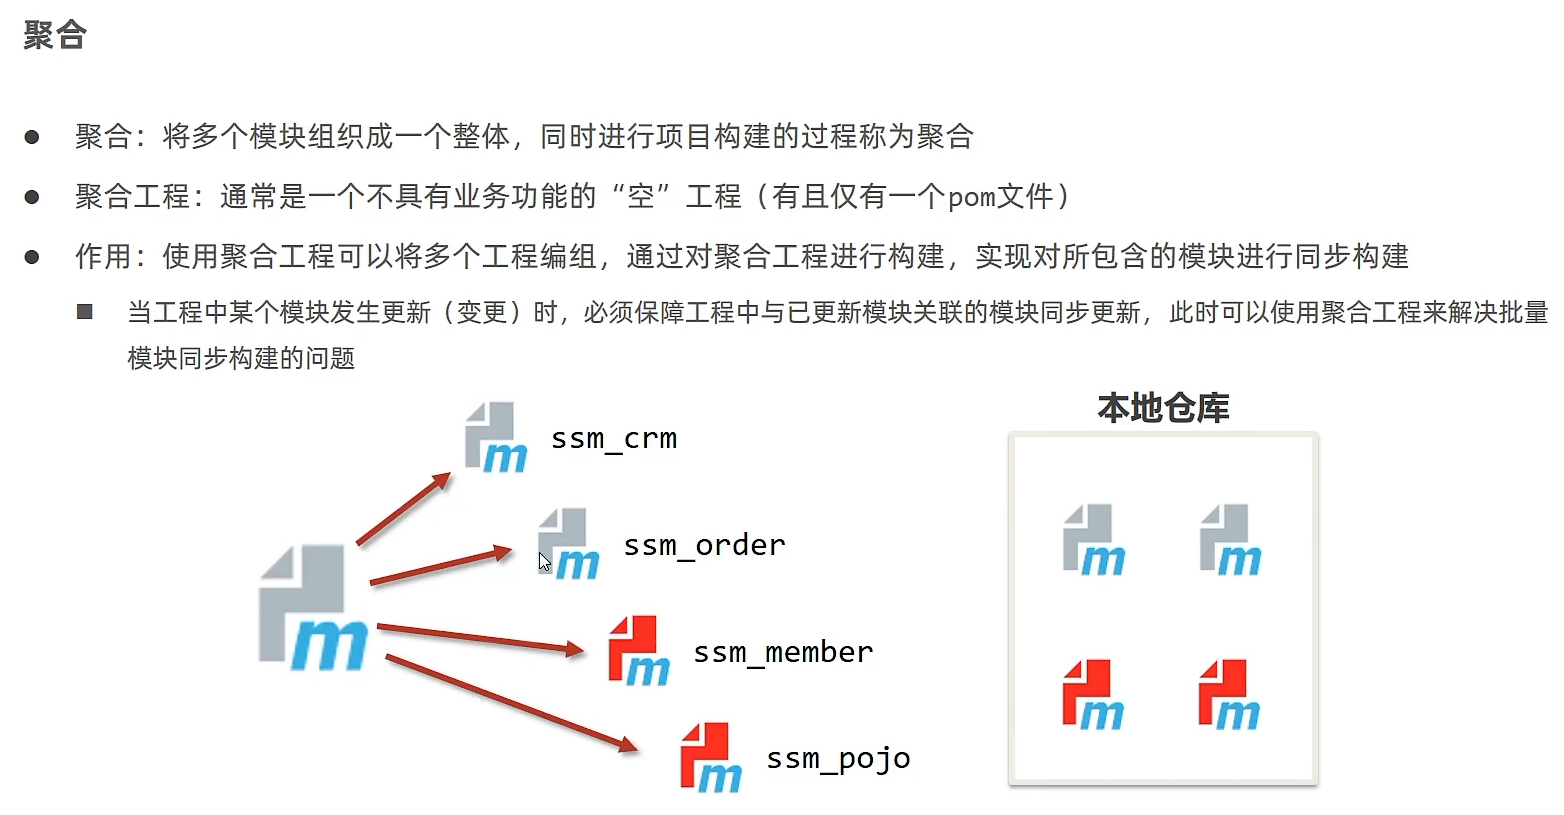 聚合
● 聚合：将多个模块组织成一个整体，同时进行项目构建的过程称为聚合
● 聚合工程：通常是一个不具有业务功能的“空”工程（有且仅有一个pom文件）
● 作用：使用聚合工程可以将多个工程编组，通过对聚合工程进行构建，实现对所包含的模块进行同步构建
■ 当工程中某个模块发生更新（变更）时，必须保障工程中与已更新模块关联的模块同步更新，此时可以使用聚合工程来解决批量
模块同步构建的问题
m
m ssm_crm
m ssm_order
m ssm_member
m ssm_pojo
本地仓库
m m
m m